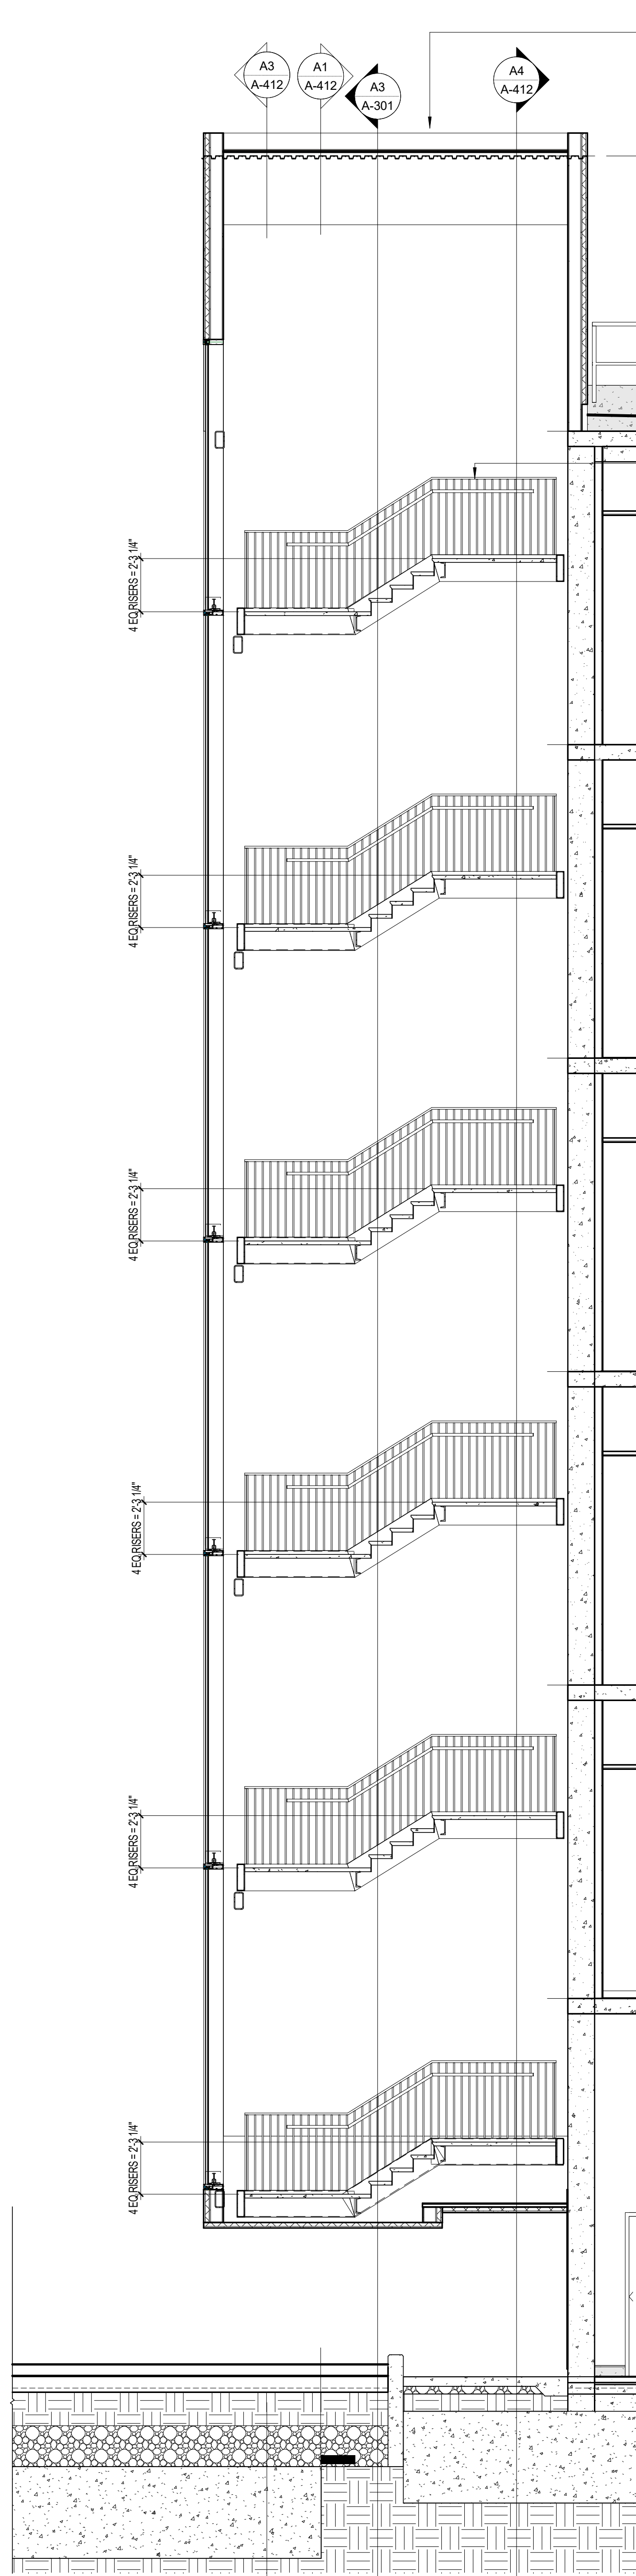 A3
A-412
A1
A-412
A3
A-301
A4
A-412
4 EQ RISERS = 2'-3 1/4"
4 EQ RISERS = 2'-3 1/4"
4 EQ RISERS = 2'-3 1/4"
4 EQ RISERS = 2'-3 1/4"
4 EQ RISERS = 2'-3 1/4"
4 EQ RISERS = 2'-3 1/4"